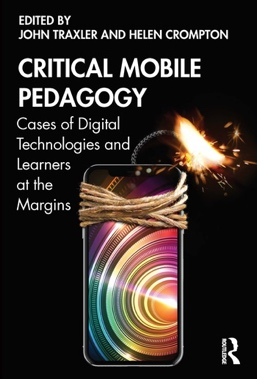 EDITED BY
JOHN TRAXLER AND HELEN CROMPTON
CRITICAL MOBILE
PEDAGOGY
Cases of Digital
Technologies and
Learners
at the
Margins
R
ROUTLEDGE